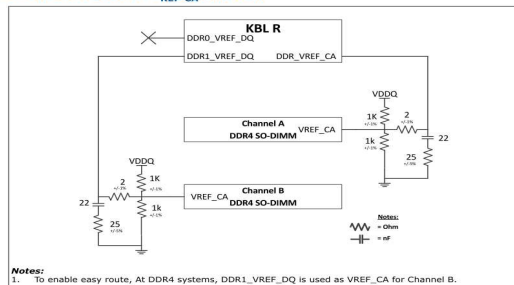 REF CA
KBL R
DDR0_VREF_DQ
DDR1_VREF_DQ
DDR_VREF_CA
VDDQ
1K
+/-1%
2
+/-1%
Channel A
DDR4 SO-DIMM
VREF_CA
1k
+/-1%
22
25
+/-5%
VDDQ
2
+/-1%
1K
+/-1%
Channel B
DDR4 SO-DIMM
VREF_CA
22
1k
+/-1%
25
+/-5%
Notes:
= Ohm
= nF
Notes:
1. To enable easy route, At DDR4 systems, DDR1_VREF_DQ is used as VREF_CA for Channel B.